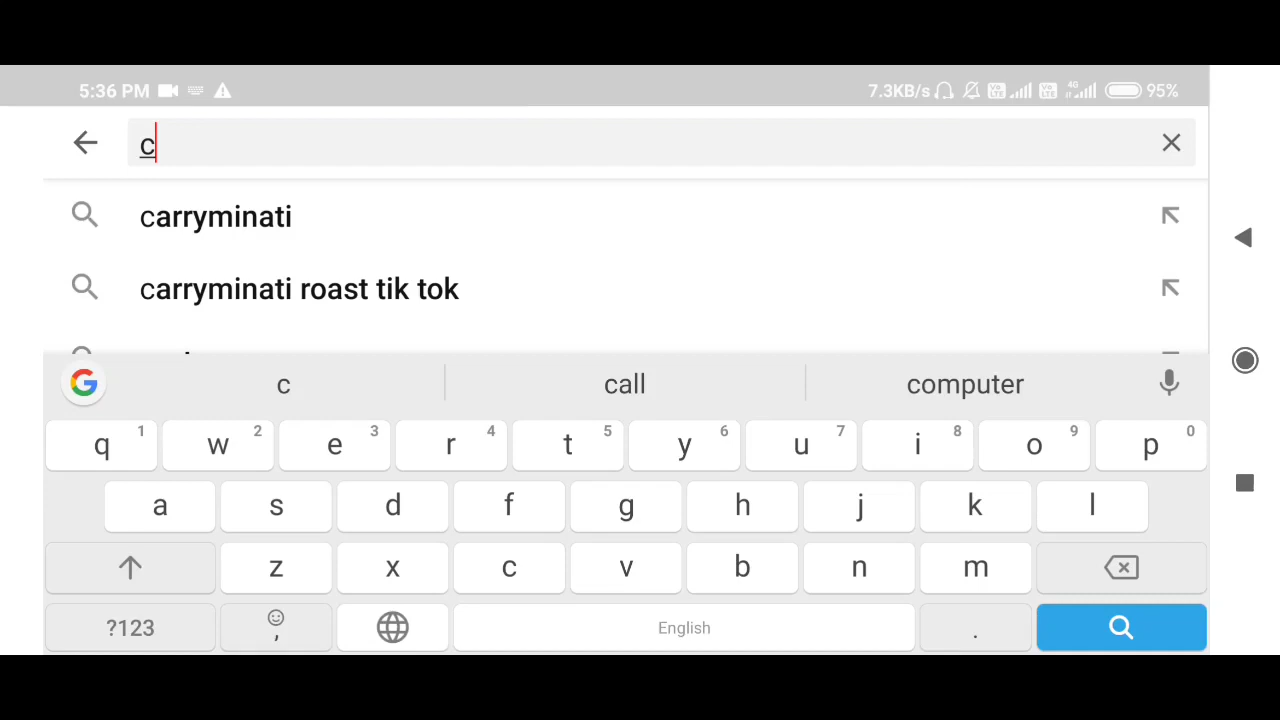 5:36 PM 7.3KB/s 4G 95%
c
carryminati
carryminati roast tik tok
c call computer
q 1 w 2 e 3 r 4 t 5 y 6 u 7 i 8 o 9 p 0
a s d f g h j k l
z x c v b n m
?123 , English .